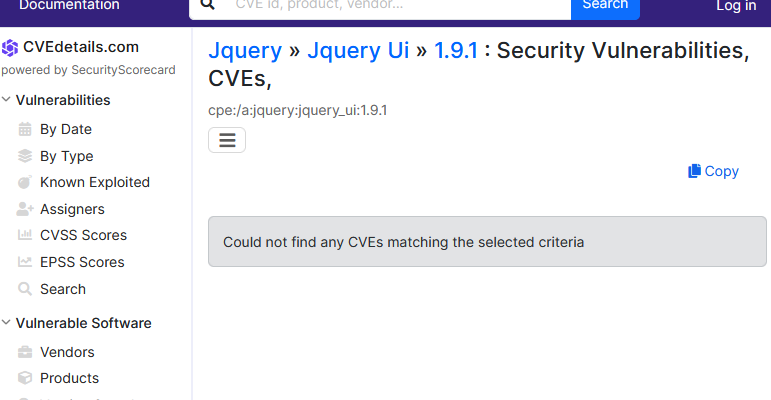 Documentation
CVE id, product, vendor...
Search
Log in
CVEdetails.com
powered by SecurityScorecard
Vulnerabilities
By Date
By Type
Known Exploited
Assigners
CVSS Scores
EPSS Scores
Search
Vulnerable Software
Vendors
Products
Jquery » Jquery Ui » 1.9.1 : Security Vulnerabilities,
CVEs,
cpe:/a:jquery:jquery_ui:1.9.1
Copy
Could not find any CVEs matching the selected criteria